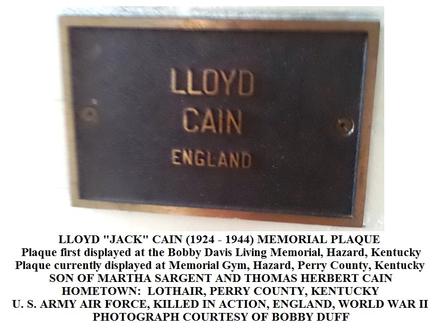 LLOYD
CAIN
ENGLAND
LLOYD "JACK" CAIN (1924 - 1944) MEMORIAL PLAQUE
Plaque first displayed at the Bobby Davis Living Memorial, Hazard, Kentucky
Plaque currently displayed at Memorial Gym, Hazard, Perry County, Kentucky
SON OF MARTHA SARGENT AND THOMAS HERBERT CAIN
HOMETOWN: LOTHAIR, PERRY COUNTY, KENTUCKY
U. S. ARMY AIR FORCE, KILLED IN ACTION, ENGLAND, WORLD WAR II
PHOTOGRAPH COURTESY OF BOBBY DUFF